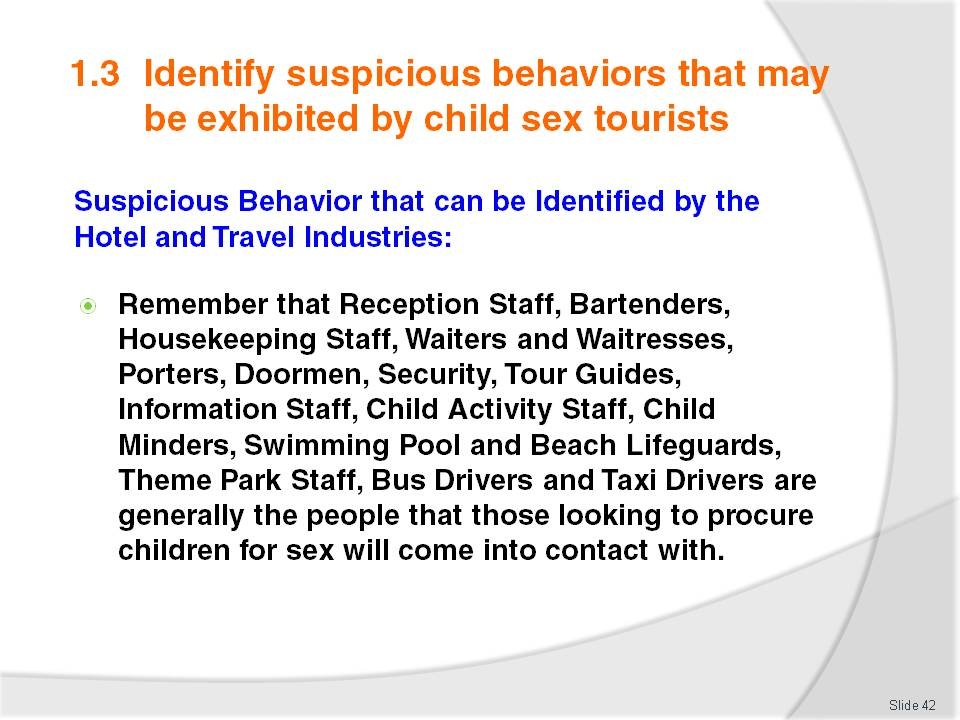 1.3 Identify suspicious behaviors that may
be exhibited by child sex tourists
Suspicious Behavior that can be Identified by the
Hotel and Travel Industries:
Remember that Reception Staff, Bartenders,
Housekeeping Staff, Waiters and Waitresses,
Porters, Doormen, Security, Tour Guides,
Information Staff, Child Activity Staff, Child
Minders, Swimming Pool and Beach Lifeguards,
Theme Park Staff, Bus Drivers and Taxi Drivers are
generally the people that those looking to procure
children for sex will come into contact with.
Slide 42